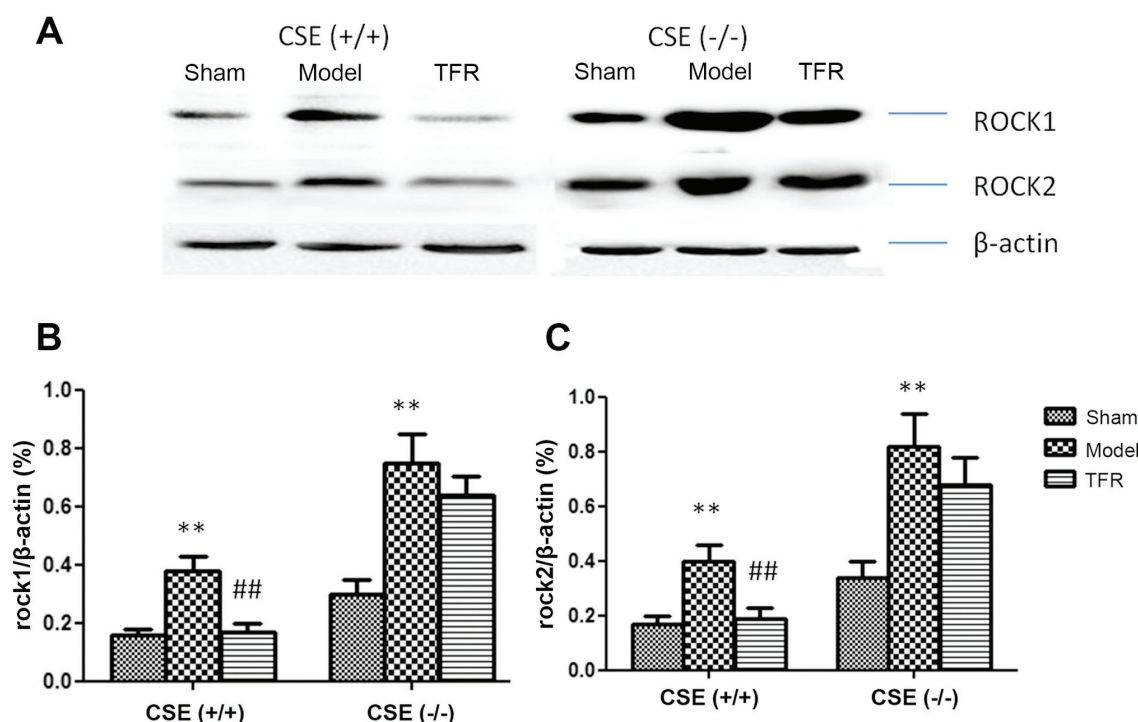 A
CSE (+/+) CSE (-/-)
Sham Model TFR Sham Model TFR
ROCK1
ROCK2
β-actin
B
rock1/β-actin (%)
1.0
0.8
0.6
0.4
0.2
0.0
**
##
**
CSE (+/+) CSE (-/-)
C
rock2/β-actin (%)
1.0
0.8
0.6
0.4
0.2
0.0
**
##
**
CSE (+/+) CSE (-/-)
Sham
Model
TFR